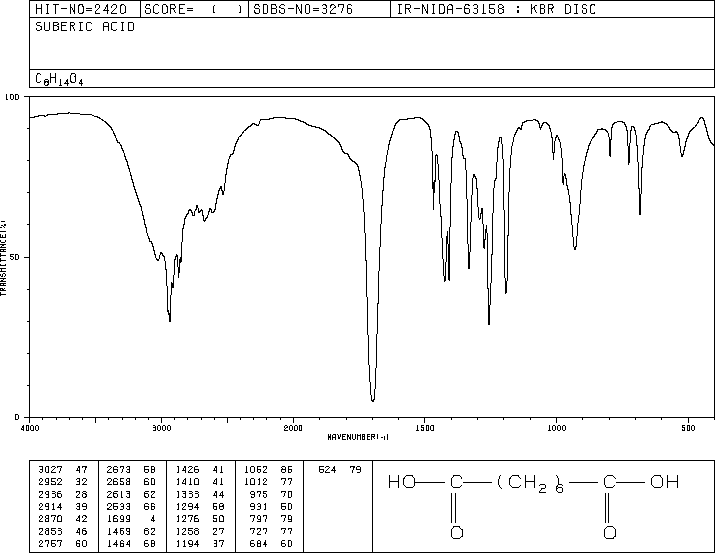 HIT-NO=2420 SCORE= ( ) SDBS-NO=3276 IR-NIDA-63158 : KBR DISC
SUBERIC ACID
C8H14O4
100
50
0
TRANSMITTANCE(%)
4000 3000 2000 1500 1000 500
WAVENUMBER(-1)
3027 47 2673 58 1426 41 1062 86 524 79
2952 32 2658 60 1410 41 1012 77
2936 28 2613 62 1333 44 975 70
2914 39 2533 66 1294 58 931 50
2870 42 1699 4 1276 50 797 79
2853 46 1469 62 1256 27 727 77
2767 60 1464 68 1194 37 684 60
HO C (CH2)6 C OH
O O